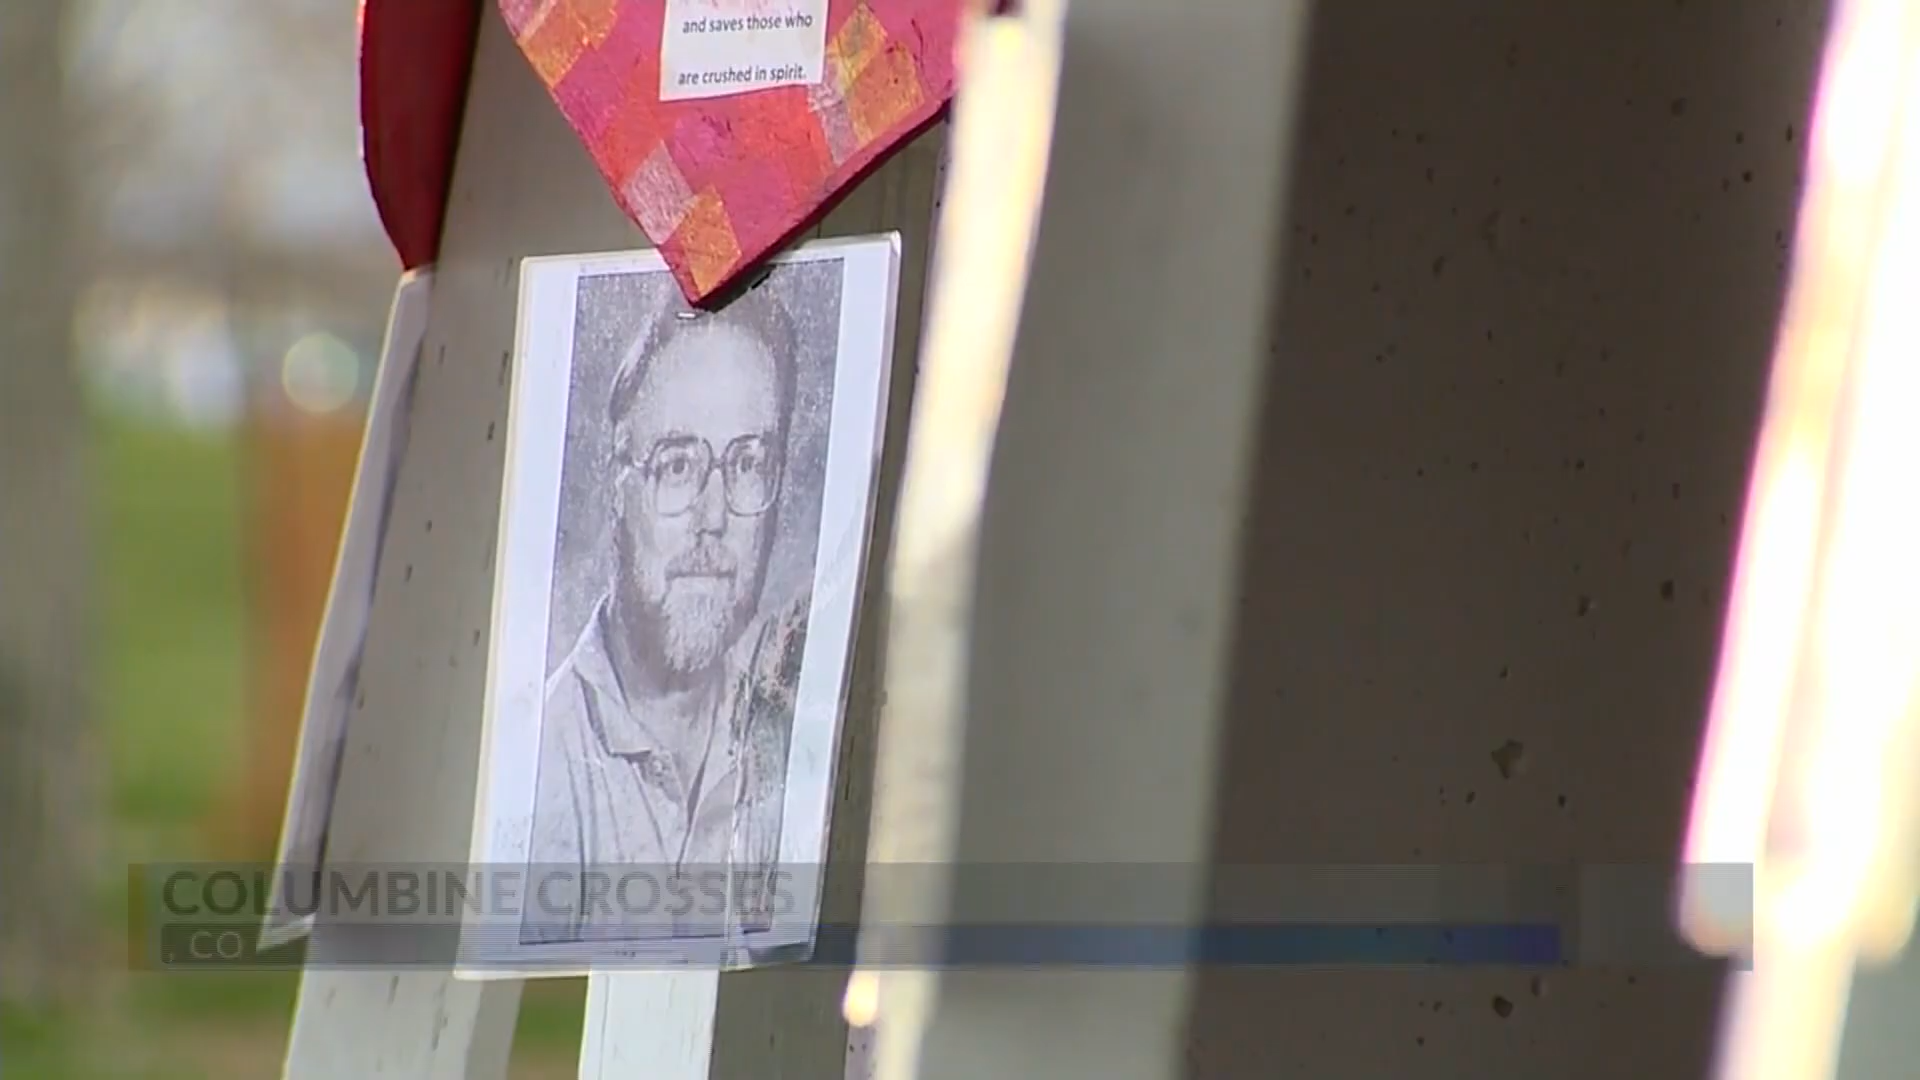 and saves those who
are crushed in spirit.
COLUMBINE CROSSES
, CO